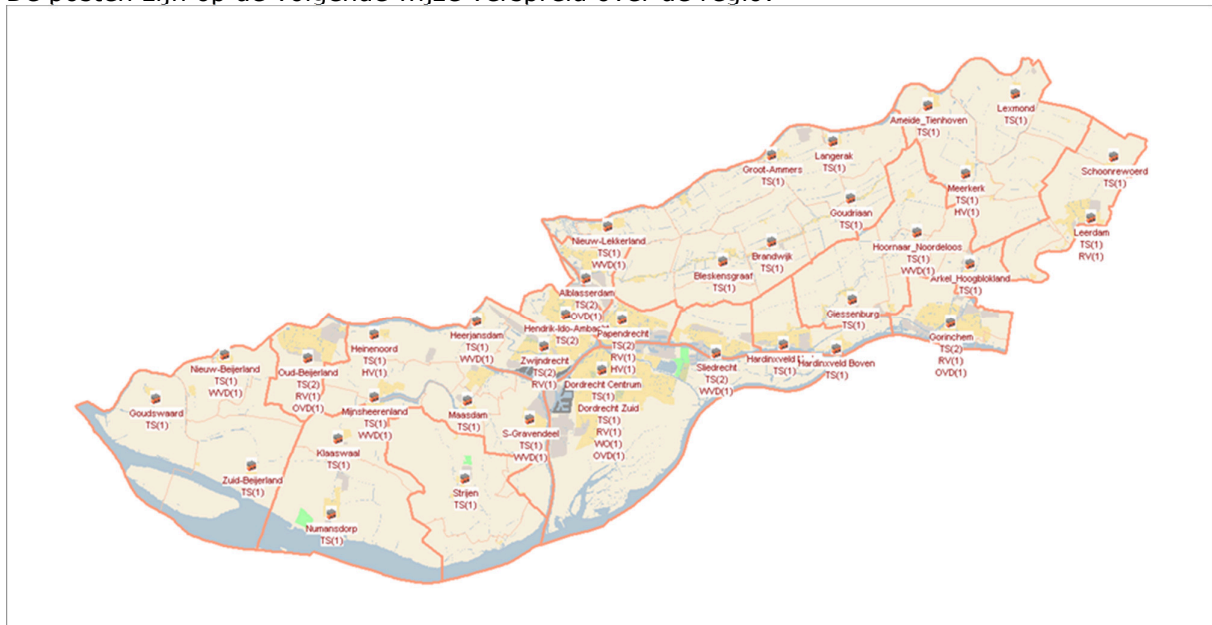 De posten zijn op de volgende wijze verspreid over de regio:
Lexmond
TS(1)
Ameide_Tienhoven
TS(1)
Langerak
TS(1)
Groot-Ammers
TS(1)
Schoonrewoerd
TS(1)
Meerkerk
TS(1)
HV(1)
Goudriaan
TS(1)
Leerdam
TS(1)
RV(1)
Nieuw-Lekkerland
TS(1)
WVD(1)
Hoornaar_Noordeloos
TS(1)
WVD(1)
Brandwijk
TS(1)
Bleskensgraaf
TS(1)
Arkel_Hoogblokland
TS(1)
Alblasserdam
TS(2)
OVD(1)
Giessenburg
TS(1)
Hendrik-Ido-Ambacht
TS(2)
Papendrecht
TS(2)
RV(1)
HV(1)
Gorinchem
TS(2)
RV(1)
OVD(1)
Heerjansdam
TS(1)
WVD(1)
Heinenoord
TS(1)
HV(1)
Zwijndrecht
TS(2)
RV(1)
Sliedrecht
TS(2)
WVD(1)
Hardinxveld
TS(1)
Hardinxveld Boven
TS(1)
Nieuw-Beijerland
TS(1)
WVD(1)
Oud-Beijerland
TS(2)
RV(1)
OVD(1)
Dordrecht Centrum
TS(1)
Dordrecht Zuid
TS(1)
RV(1)
WO(1)
OVD(1)
Goudswaard
TS(1)
Mijnsheerenland
TS(1)
WVD(1)
Maasdam
TS(1)
S-Gravendeel
TS(1)
WVD(1)
Klaaswaal
TS(1)
Zuid-Beijerland
TS(1)
Strijen
TS(1)
Numansdorp
TS(1)